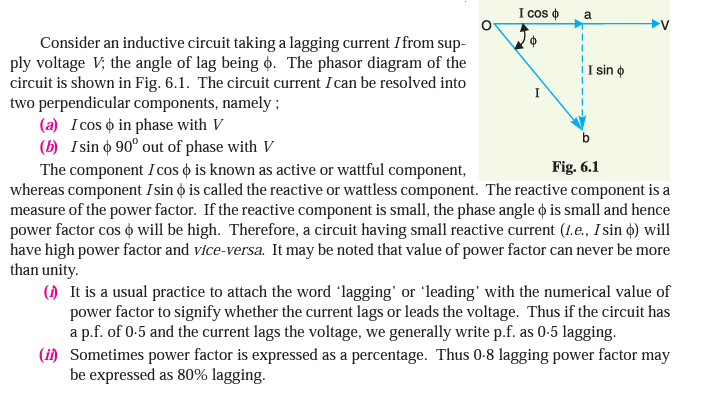 I cos ϕ a
O V
ϕ
I sin ϕ
I
b
Fig. 6.1
Consider an inductive circuit taking a lagging current I from sup-
ply voltage V; the angle of lag being ϕ. The phasor diagram of the
circuit is shown in Fig. 6.1. The circuit current I can be resolved into
two perpendicular components, namely ;
(a) I cos ϕ in phase with V
(b) I sin ϕ 90° out of phase with V
The component I cos ϕ is known as active or wattful component,
whereas component I sin ϕ is called the reactive or wattless component. The reactive component is a
measure of the power factor. If the reactive component is small, the phase angle ϕ is small and hence
power factor cos ϕ will be high. Therefore, a circuit having small reactive current (i.e., I sin ϕ) will
have high power factor and vice-versa. It may be noted that value of power factor can never be more
than unity.
(i) It is a usual practice to attach the word ‘lagging’ or ‘leading’ with the numerical value of
power factor to signify whether the current lags or leads the voltage. Thus if the circuit has
a p.f. of 0·5 and the current lags the voltage, we generally write p.f. as 0·5 lagging.
(ii) Sometimes power factor is expressed as a percentage. Thus 0·8 lagging power factor may
be expressed as 80% lagging.